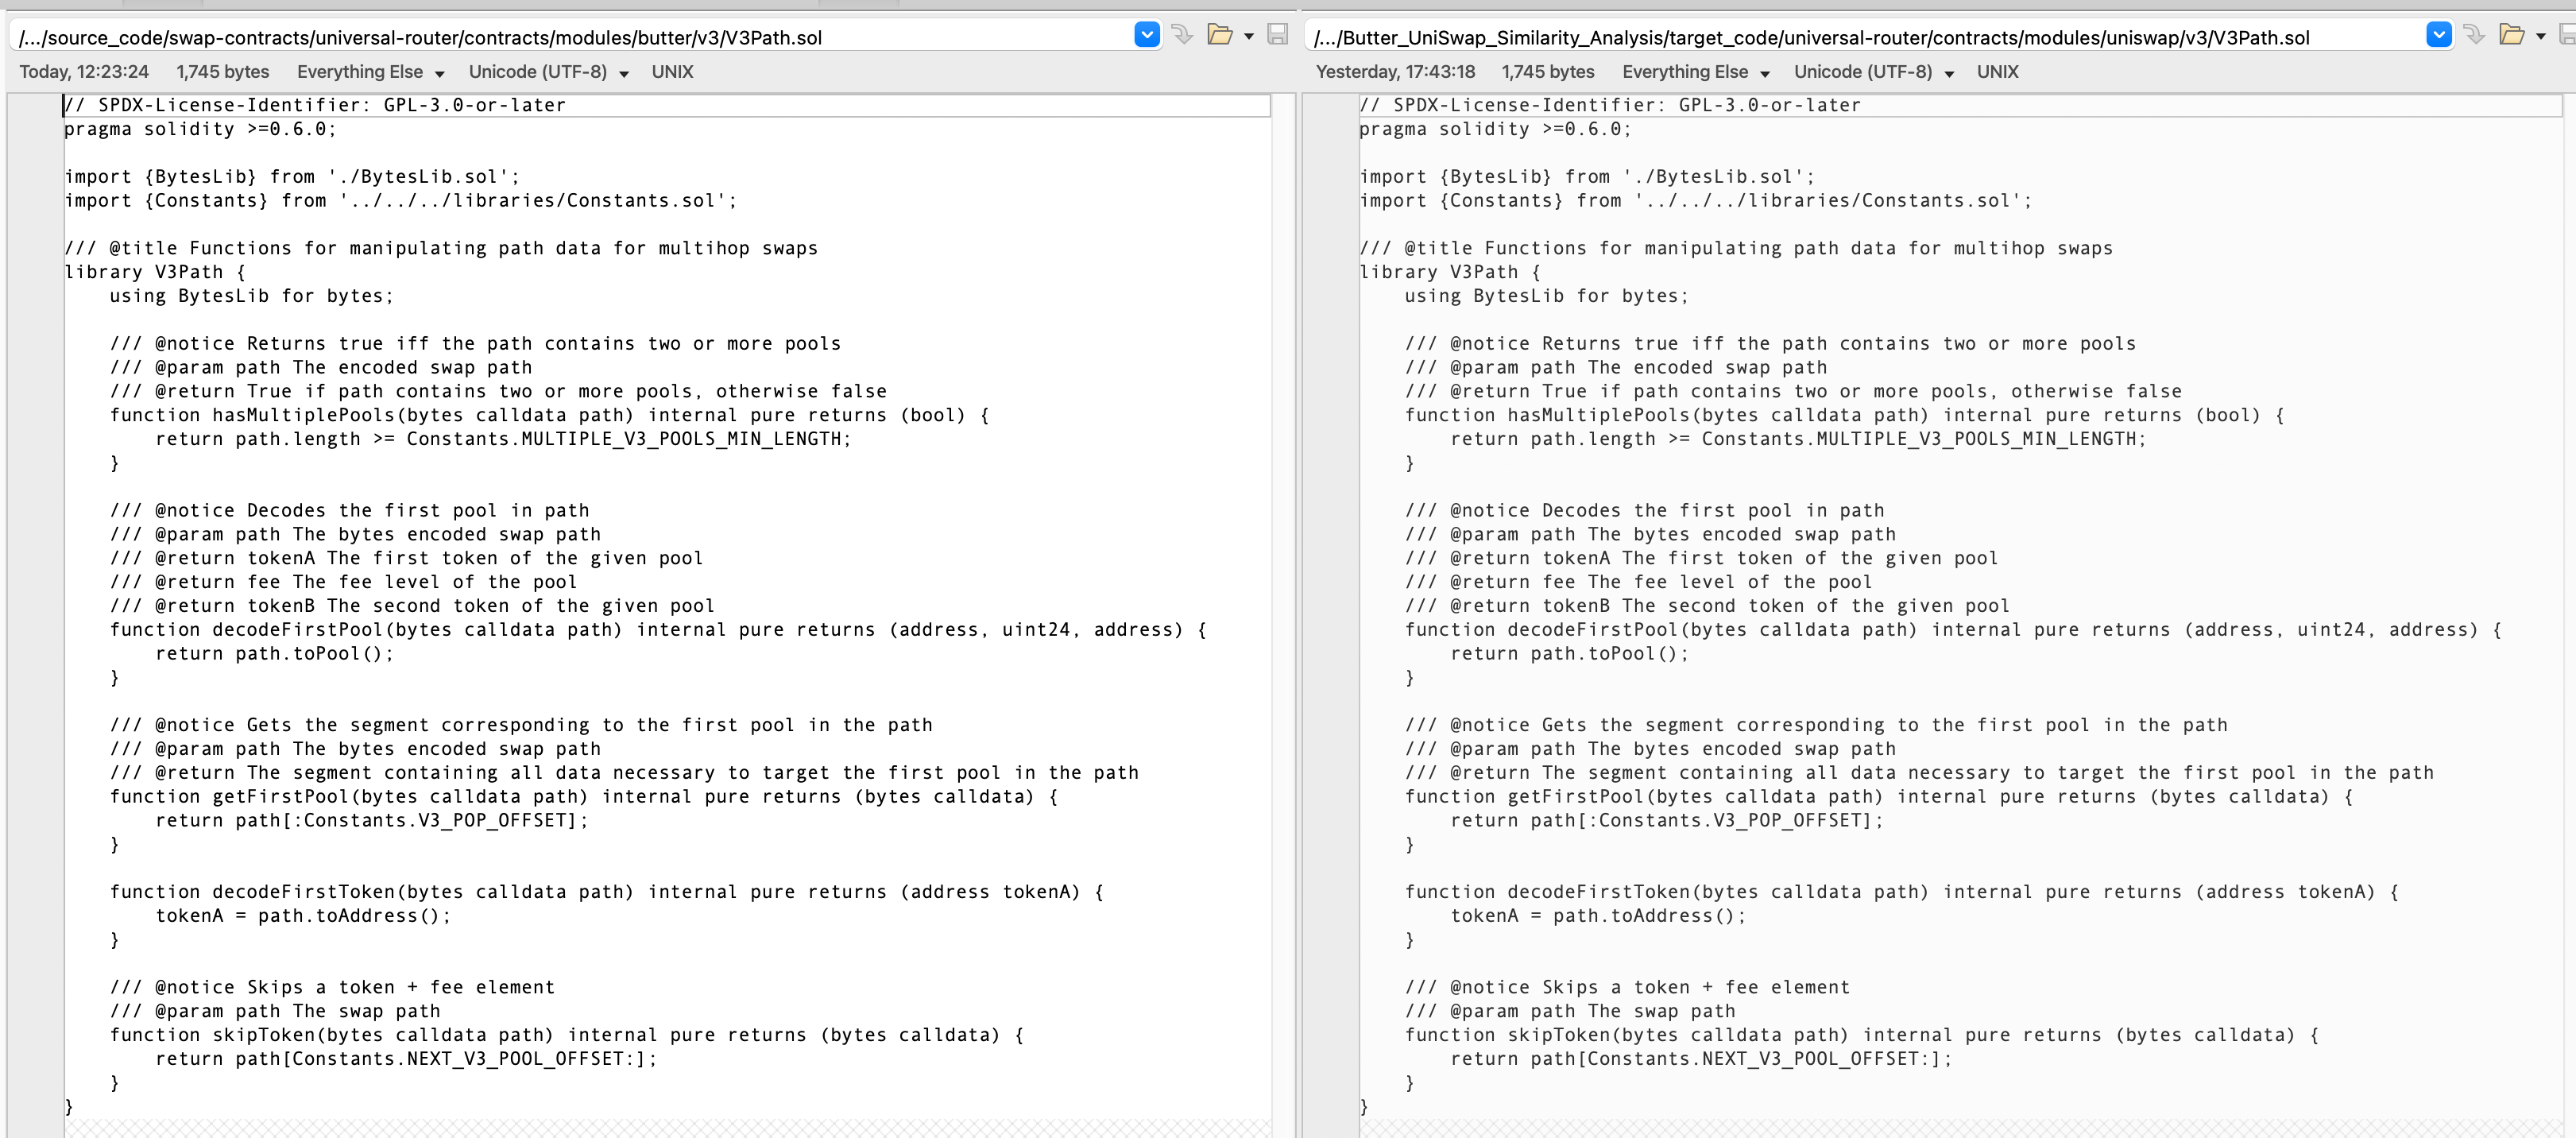 /.../source_code/swap-contracts/universal-router/contracts/modules/butter/v3/V3Path.sol
Today, 12:23:24 1,745 bytes Everything Else Unicode (UTF-8) UNIX
// SPDX-License-Identifier: GPL-3.0-or-later
pragma solidity >=0.6.0;

import {BytesLib} from './BytesLib.sol';
import {Constants} from '../../../libraries/Constants.sol';

/// @title Functions for manipulating path data for multihop swaps
library V3Path {
    using BytesLib for bytes;

    /// @notice Returns true iff the path contains two or more pools
    /// @param path The encoded swap path
    /// @return True if path contains two or more pools, otherwise false
    function hasMultiplePools(bytes calldata path) internal pure returns (bool) {
        return path.length >= Constants.MULTIPLE_V3_POOLS_MIN_LENGTH;
    }

    /// @notice Decodes the first pool in path
    /// @param path The bytes encoded swap path
    /// @return tokenA The first token of the given pool
    /// @return fee The fee level of the pool
    /// @return tokenB The second token of the given pool
    function decodeFirstPool(bytes calldata path) internal pure returns (address, uint24, address) {
        return path.toPool();
    }

    /// @notice Gets the segment corresponding to the first pool in the path
    /// @param path The bytes encoded swap path
    /// @return The segment containing all data necessary to target the first pool in the path
    function getFirstPool(bytes calldata path) internal pure returns (bytes calldata) {
        return path[:Constants.V3_POP_OFFSET];
    }

    function decodeFirstToken(bytes calldata path) internal pure returns (address tokenA) {
        tokenA = path.toAddress();
    }

    /// @notice Skips a token + fee element
    /// @param path The swap path
    function skipToken(bytes calldata path) internal pure returns (bytes calldata) {
        return path[Constants.NEXT_V3_POOL_OFFSET:];
    }
}
/.../Butter_UniSwap_Similarity_Analysis/target_code/universal-router/contracts/modules/uniswap/v3/V3Path.sol
Yesterday, 17:43:18 1,745 bytes Everything Else Unicode (UTF-8) UNIX
// SPDX-License-Identifier: GPL-3.0-or-later
pragma solidity >=0.6.0;

import {BytesLib} from './BytesLib.sol';
import {Constants} from '../../../libraries/Constants.sol';

/// @title Functions for manipulating path data for multihop swaps
library V3Path {
    using BytesLib for bytes;

    /// @notice Returns true iff the path contains two or more pools
    /// @param path The encoded swap path
    /// @return True if path contains two or more pools, otherwise false
    function hasMultiplePools(bytes calldata path) internal pure returns (bool) {
        return path.length >= Constants.MULTIPLE_V3_POOLS_MIN_LENGTH;
    }

    /// @notice Decodes the first pool in path
    /// @param path The bytes encoded swap path
    /// @return tokenA The first token of the given pool
    /// @return fee The fee level of the pool
    /// @return tokenB The second token of the given pool
    function decodeFirstPool(bytes calldata path) internal pure returns (address, uint24, address) {
        return path.toPool();
    }

    /// @notice Gets the segment corresponding to the first pool in the path
    /// @param path The bytes encoded swap path
    /// @return The segment containing all data necessary to target the first pool in the path
    function getFirstPool(bytes calldata path) internal pure returns (bytes calldata) {
        return path[:Constants.V3_POP_OFFSET];
    }

    function decodeFirstToken(bytes calldata path) internal pure returns (address tokenA) {
        tokenA = path.toAddress();
    }

    /// @notice Skips a token + fee element
    /// @param path The swap path
    function skipToken(bytes calldata path) internal pure returns (bytes calldata) {
        return path[Constants.NEXT_V3_POOL_OFFSET:];
    }
}